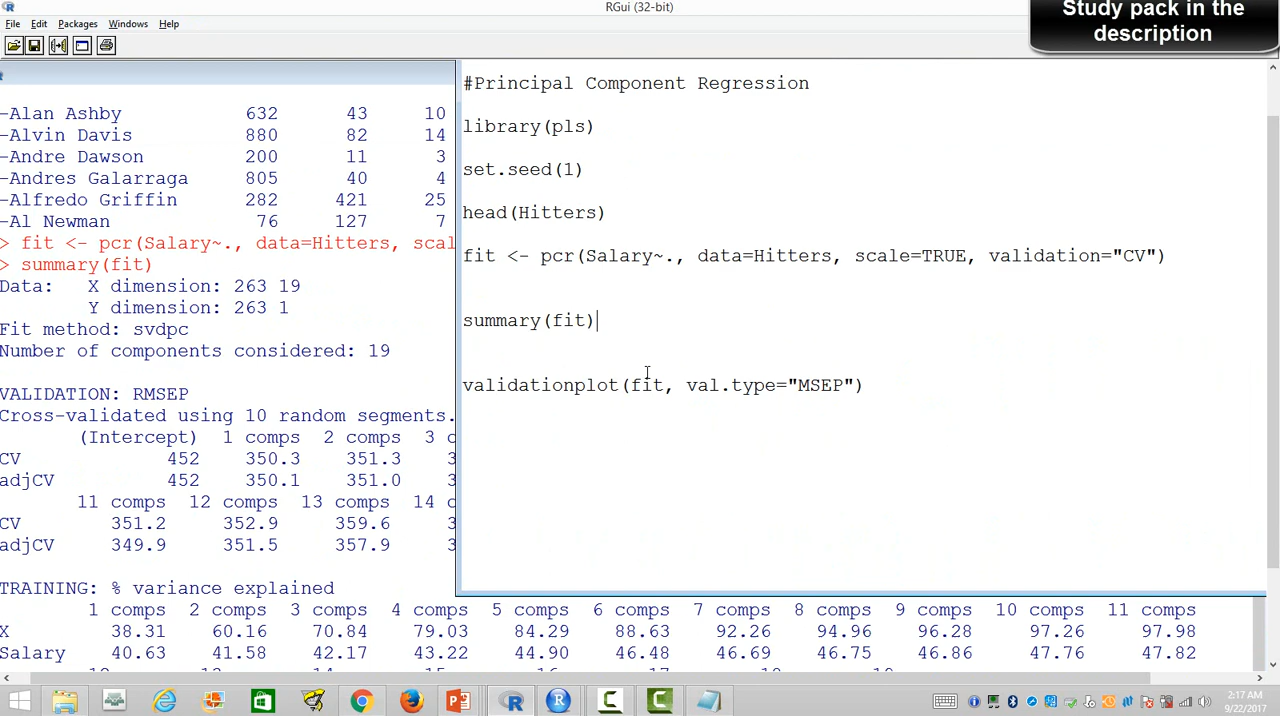 RGui (32-bit)
Study pack in the
description
File Edit Packages Windows Help
-Alan Ashby 632 43 10
-Alvin Davis 880 82 14
-Andre Dawson 200 11 3
-Andres Galarraga 805 40 4
-Alfredo Griffin 282 421 25
-Al Newman 76 127 7
> fit <- pcr(Salary~., data=Hitters, scal
> summary(fit)
Data: X dimension: 263 19
Y dimension: 263 1
Fit method: svdpc
Number of components considered: 19
VALIDATION: RMSEP
Cross-validated using 10 random segments.
(Intercept) 1 comps 2 comps 3 c
CV 452 350.3 351.3 3
adjCV 452 350.1 351.0 3
11 comps 12 comps 13 comps 14 c
CV 351.2 352.9 359.6 3
adjCV 349.9 351.5 357.9 3
TRAINING: % variance explained
1 comps 2 comps 3 comps 4 comps 5 comps 6 comps 7 comps 8 comps 9 comps 10 comps 11 comps
X 38.31 60.16 70.84 79.03 84.29 88.63 92.26 94.96 96.28 97.26 97.98
Salary 40.63 41.58 42.17 43.22 44.90 46.48 46.69 46.75 46.86 47.76 47.82
#Principal Component Regression
library(pls)
set.seed(1)
head(Hitters)
fit <- pcr(Salary~., data=Hitters, scale=TRUE, validation="CV")
summary(fit)
validationplot(fit, val.type="MSEP")
2:17 AM
9/22/2017